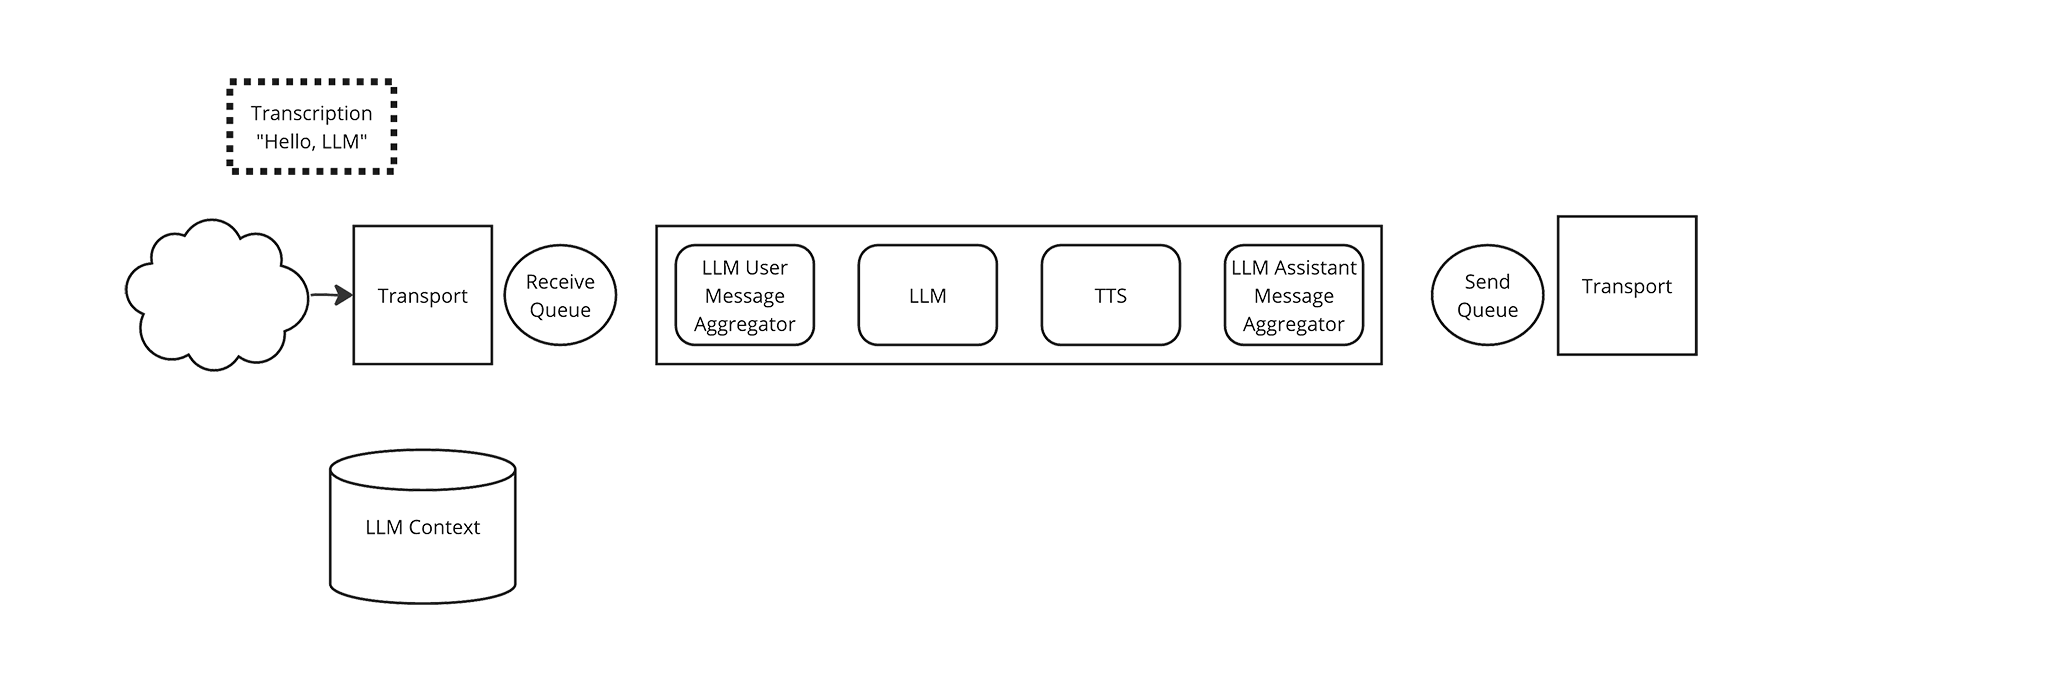 Transcription
"Hello, LLM"
Transport
Receive
Queue
LLM User
Message
Aggregator
LLM
TTS
LLM Assistant
Message
Aggregator
Send
Queue
Transport
LLM Context